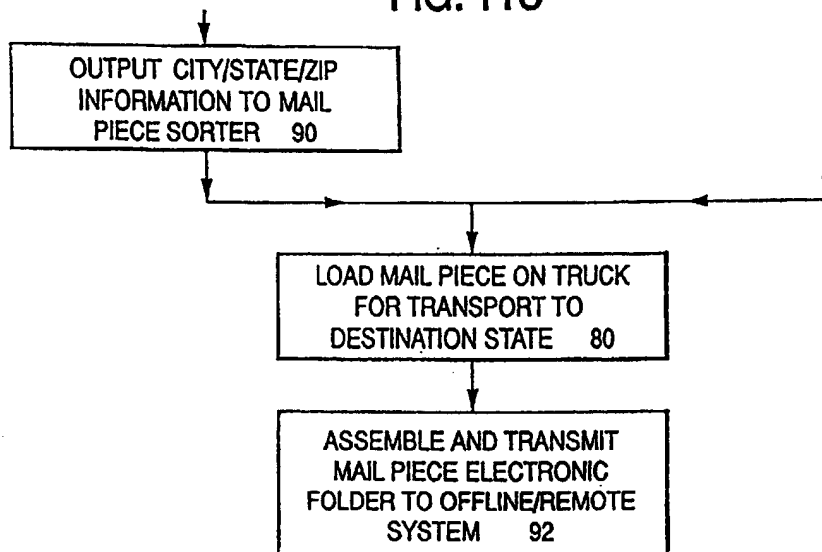 OUTPUT CITY/STATE/ZIP
INFORMATION TO MAIL
PIECE SORTER 90
LOAD MAIL PIECE ON TRUCK
FOR TRANSPORT TO
DESTINATION STATE 80
ASSEMBLE AND TRANSMIT
MAIL PIECE ELECTRONIC
FOLDER TO OFFLINE/REMOTE
SYSTEM 92